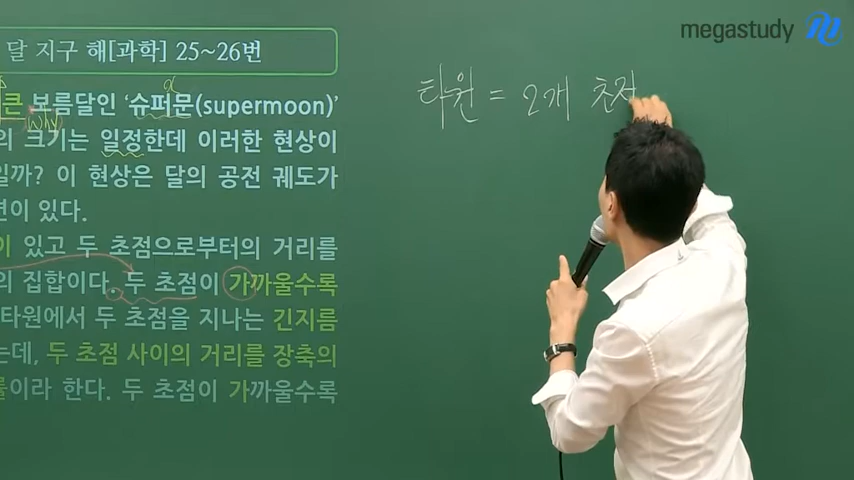 megastudy
달 지구 해[과학] 25~26번
타원 = 2개 초점
큰 보름달인 ‘슈퍼문(supermoon)’
why
의 크기는 일정한데 이러한 현상이
일까? 이 현상은 달의 공전 궤도가
련이 있다.
이 있고 두 초점으로부터의 거리를
의 집합이다. 두 초점이 가까울수록
타원에서 두 초점을 지나는 긴지름
는데, 두 초점 사이의 거리를 장축의
률이라 한다. 두 초점이 가까울수록